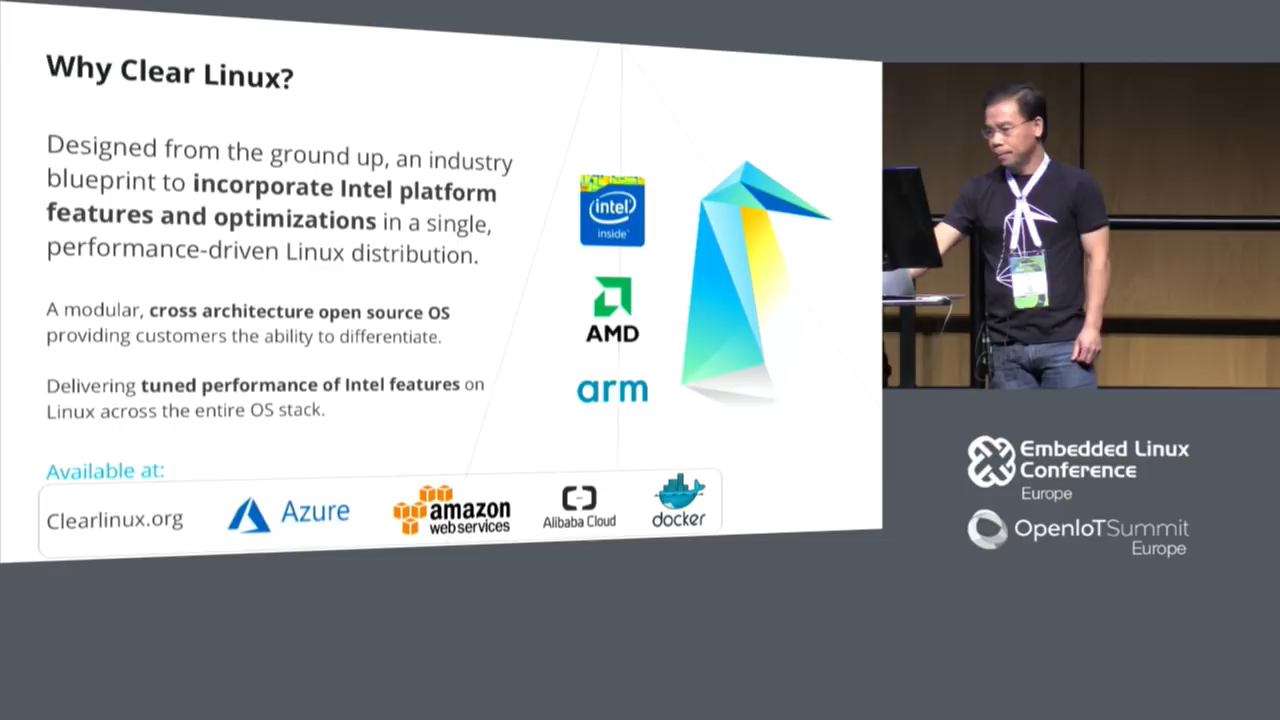 Why Clear Linux?
Designed from the ground up, an industry
blueprint to incorporate Intel platform
features and optimizations in a single,
performance-driven Linux distribution.
A modular, cross architecture open source OS
providing customers the ability to differentiate.
Delivering tuned performance of Intel features on
Linux across the entire OS stack.
intel
inside
AMD
arm
Available at:
Clearlinux.org
Azure
amazon
web services
Alibaba Cloud
docker
Embedded Linux
Conference
Europe
OpenIoTSummit
Europe